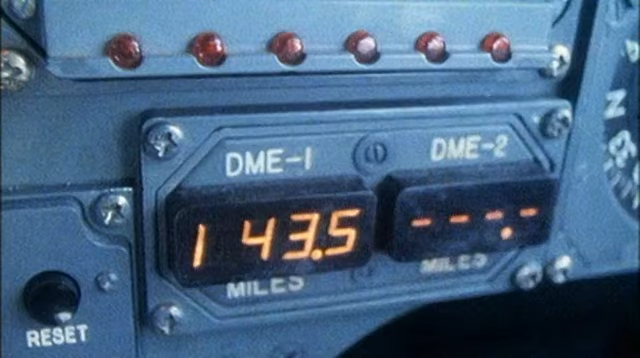 DME-1
DME-2
143.5
---.-
MILES
MILES
RESET
N